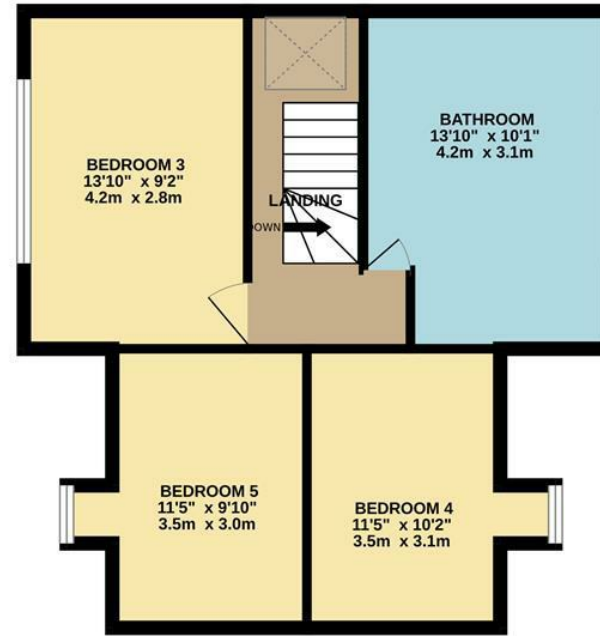 BATHROOM
13'10" x 10'1"
4.2m x 3.1m
BEDROOM 3
13'10" x 9'2"
4.2m x 2.8m
LANDING
OWN
BEDROOM 5
11'5" x 9'10"
3.5m x 3.0m
BEDROOM 4
11'5" x 10'2"
3.5m x 3.1m